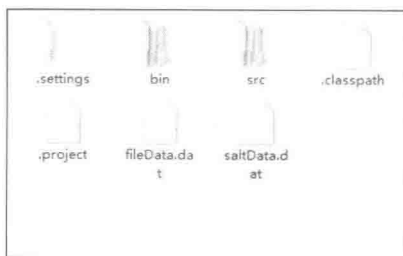 .settings
bin
src
.classpath
.project
fileData.da
t
saltData.d
at